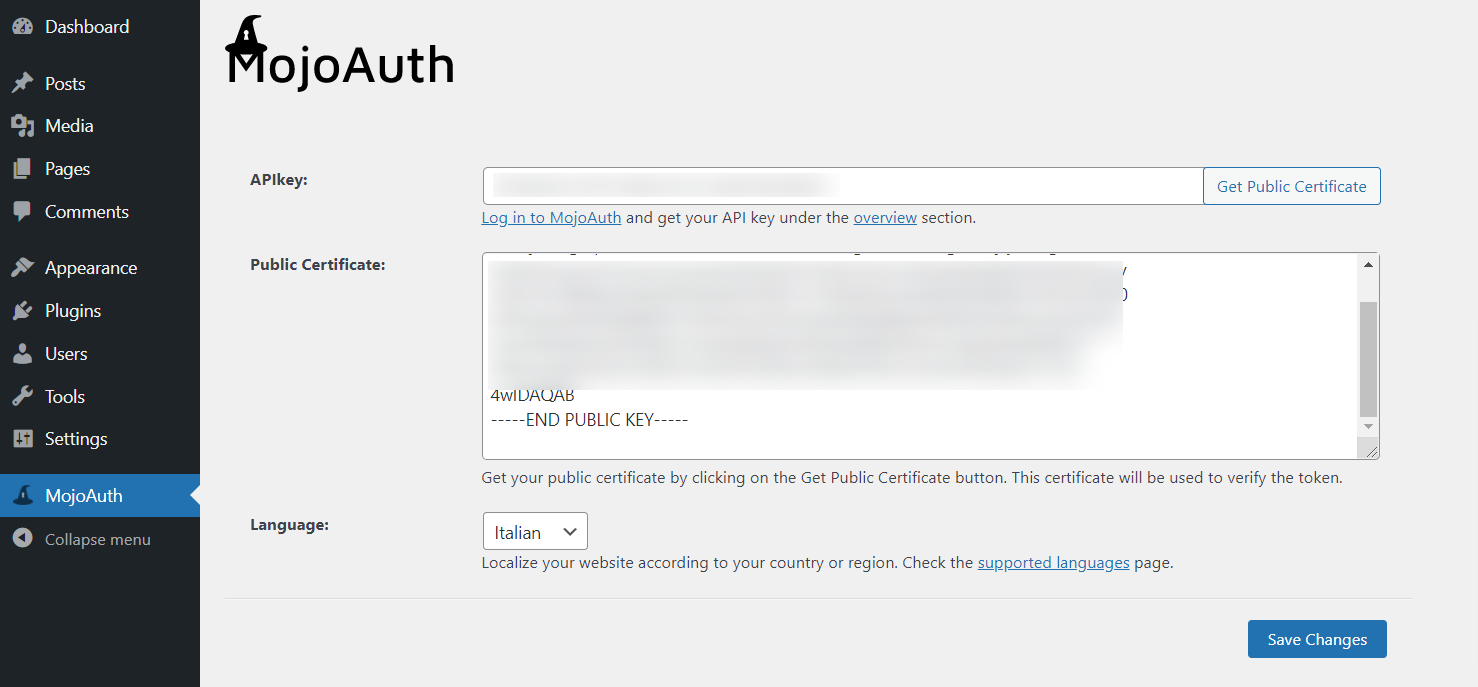 Dashboard
Posts
Media
Pages
Comments
Appearance
Plugins
Users
Tools
Settings
MojoAuth
Collapse menu
MojoAuth
APIkey:
Get Public Certificate
Log in to MojoAuth and get your API key under the overview section.
Public Certificate:
4wIDAQAB
-----END PUBLIC KEY-----
Get your public certificate by clicking on the Get Public Certificate button. This certificate will be used to verify the token.
Language:
Italian
Localize your website according to your country or region. Check the supported languages page.
Save Changes